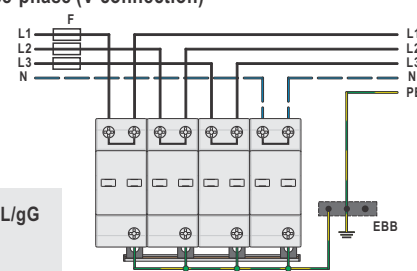 -phase (V-connection)
F
L1
L2
L3
N
L1
L2
L3
N
PE
L/gG
EBB